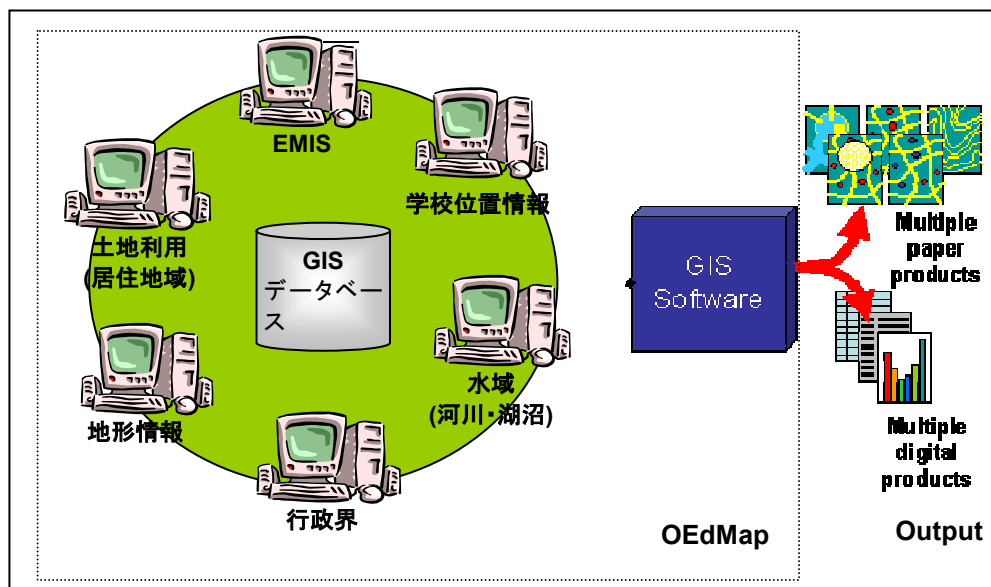 EMIS
学校位置情報
土地利用
(居住地域)
GIS
データベー
ス
水域
(河川・湖沼)
地形情報
行政界
GIS
Software
OEdMap
Multiple
paper
products
Multiple
digital
products
Output